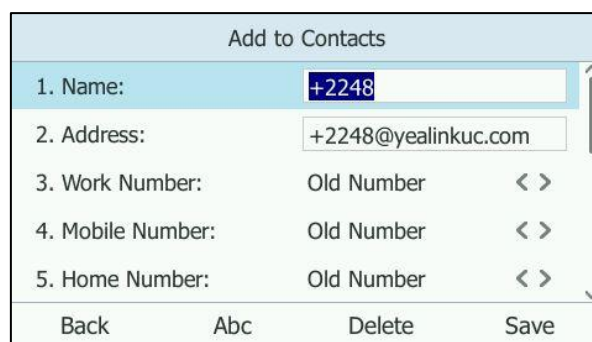 Add to Contacts
1. Name: +2248
2. Address: +2248@yealinkuc.com
3. Work Number: Old Number < >
4. Mobile Number: Old Number < >
5. Home Number: Old Number < >
Back Abc Delete Save